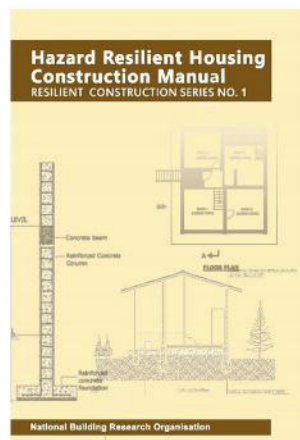 Hazard Resilient Housing
Construction Manual
RESILIENT CONSTRUCTION SERIES NO. 1
LEVEL
Concrete beam
Reinforced Concrete
Column
FLOOR PLAN
Reinforced
concrete
foundation
National Building Research Organisation